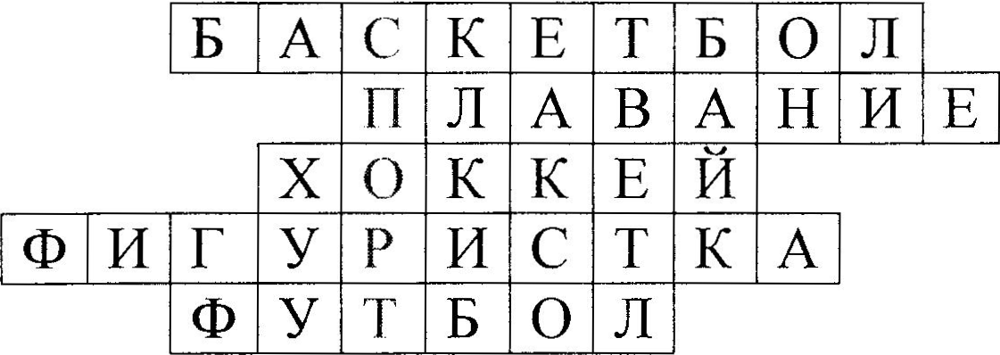 БАСКЕТБОЛ
ПЛАВАНИЕ
ХОККЕЙ
ФИГУРИСТКА
ФУТБОЛ